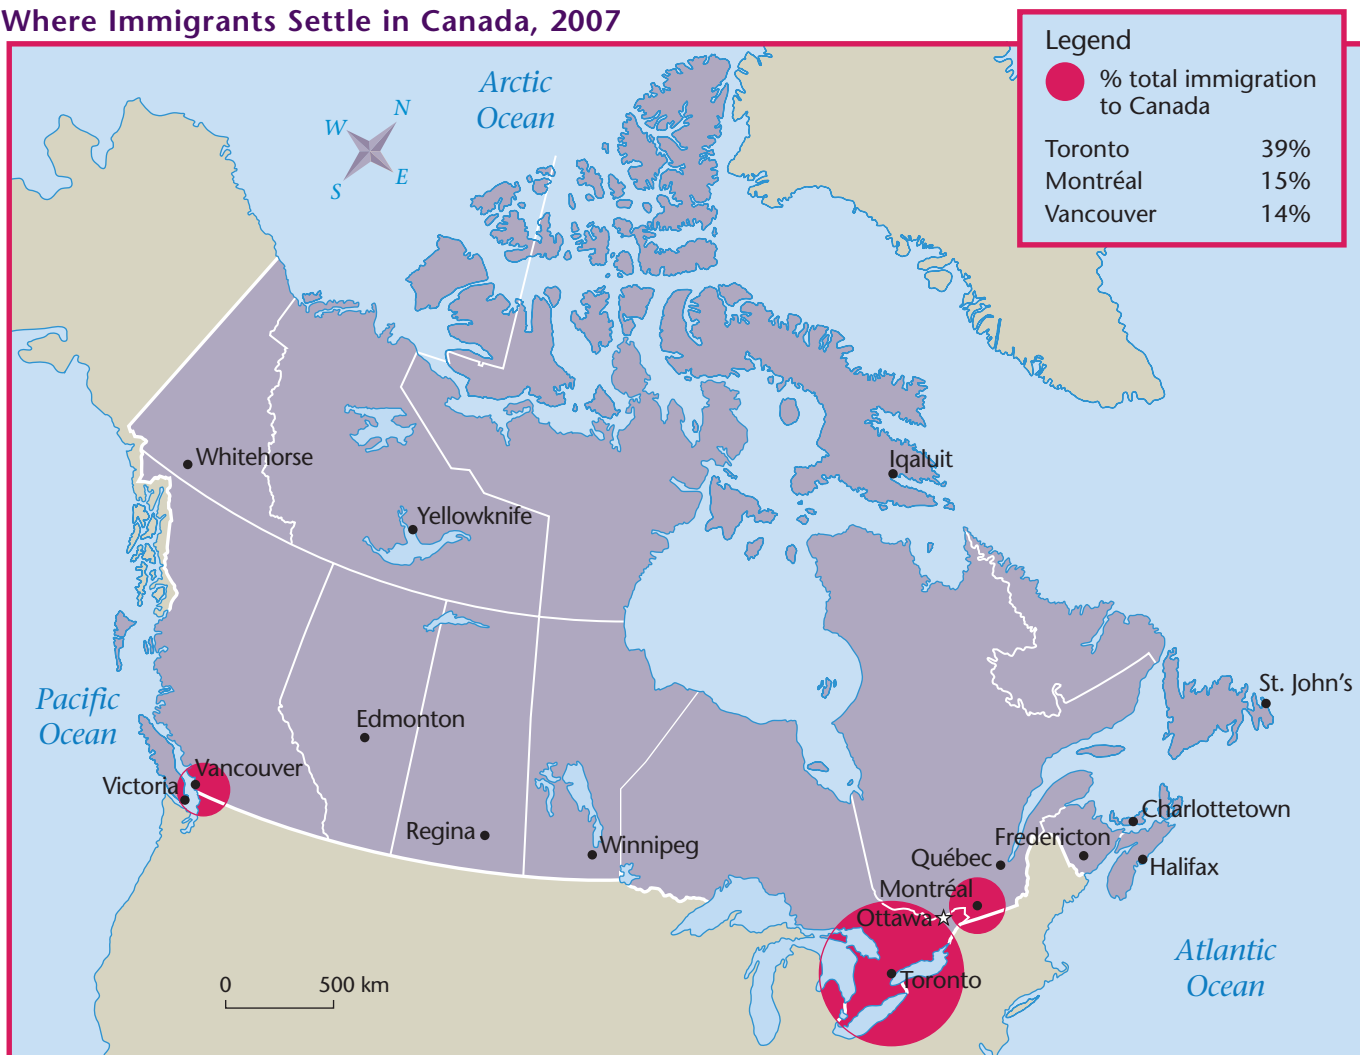 Where Immigrants Settle in Canada, 2007
Legend
% total immigration
to Canada
Toronto 39%
Montréal 15%
Vancouver 14%
Arctic
Ocean
N
W
E
S
Whitehorse
Iqaluit
Yellowknife
St. John's
Pacific
Ocean
Edmonton
Vancouver
Victoria
Charlottetown
Regina
Winnipeg
Fredericton
Québec
Halifax
Montréal
Ottawa
Toronto
Atlantic
Ocean
0 500 km